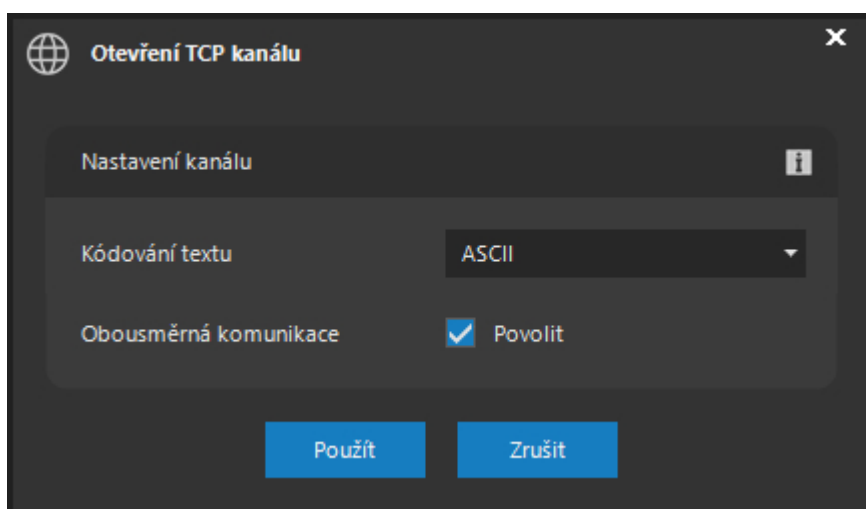 Otevření TCP kanálu
Nastavení kanálu
Kódování textu ASCII
Obousměrná komunikace Povolit
Použít Zrušit